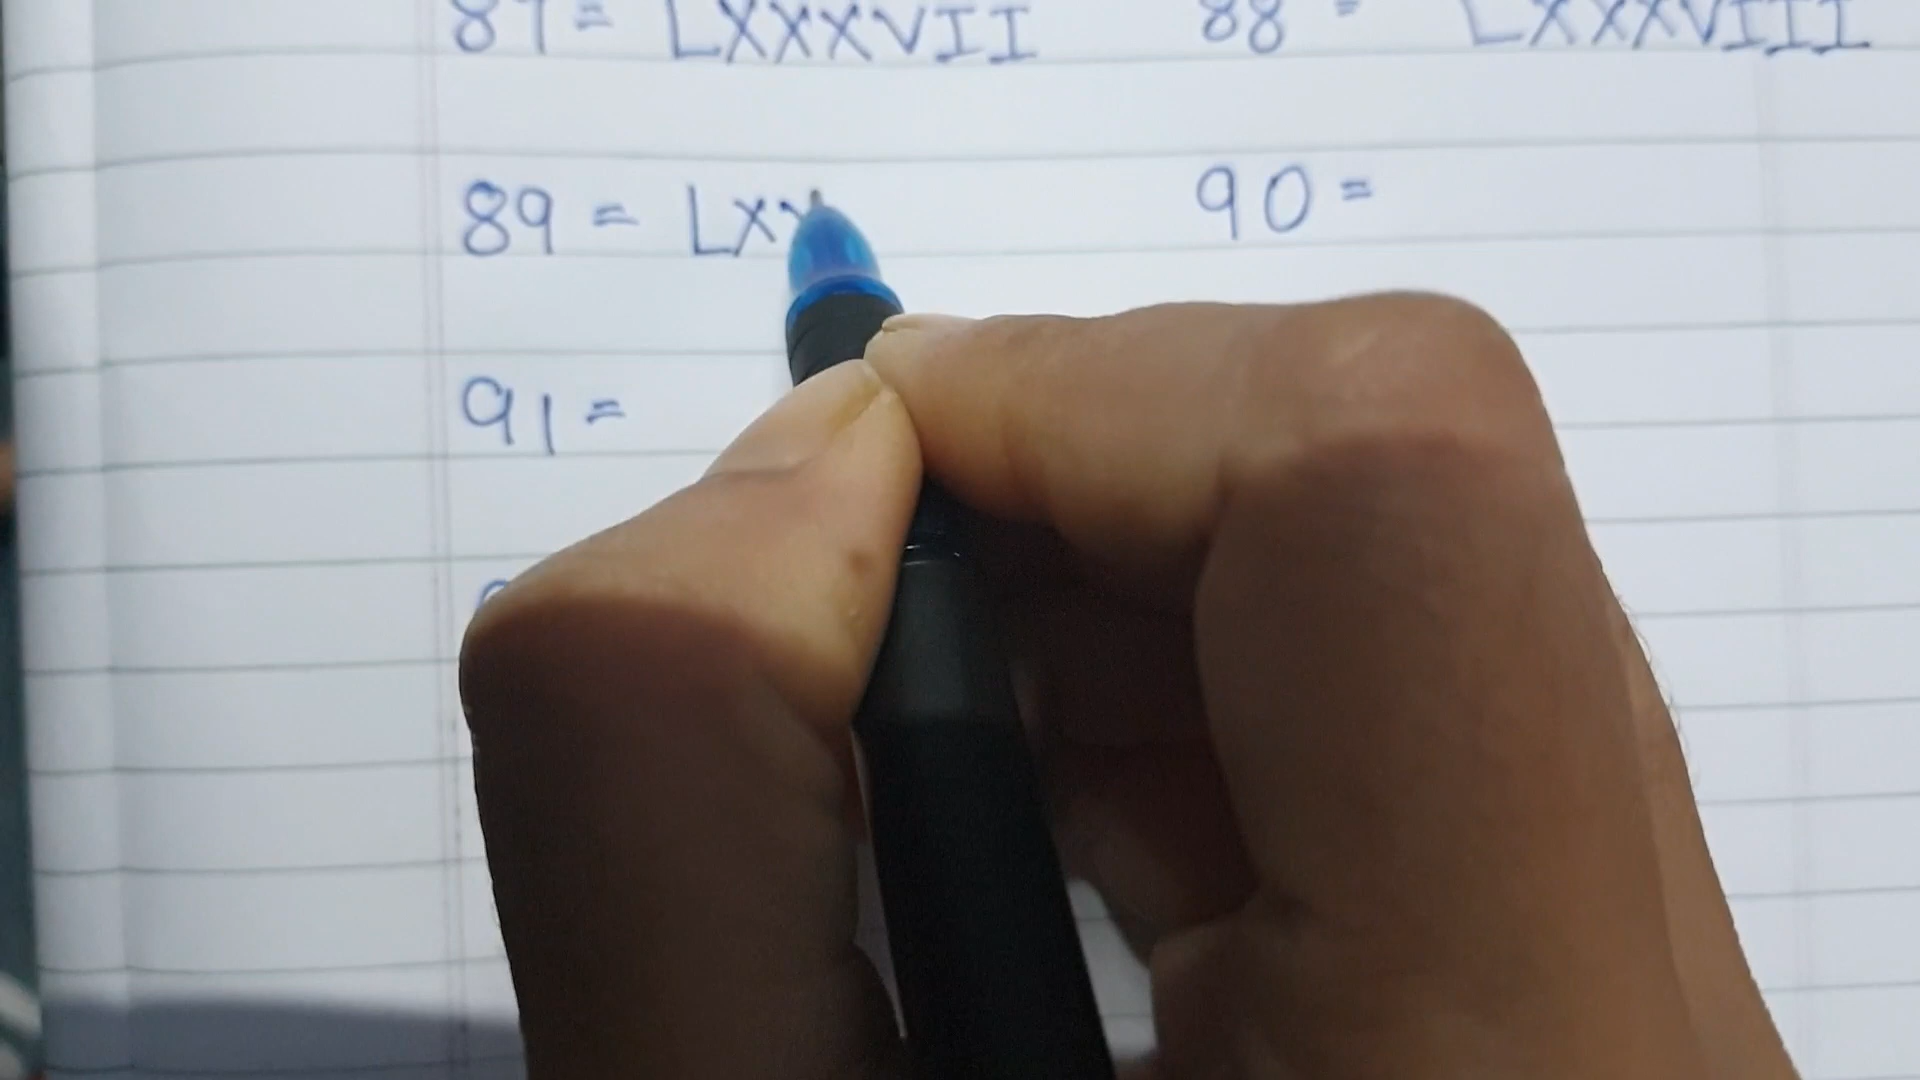 87 = LXXXVII 88 = LXXXVIII
89 = LXX 90 =
91 =